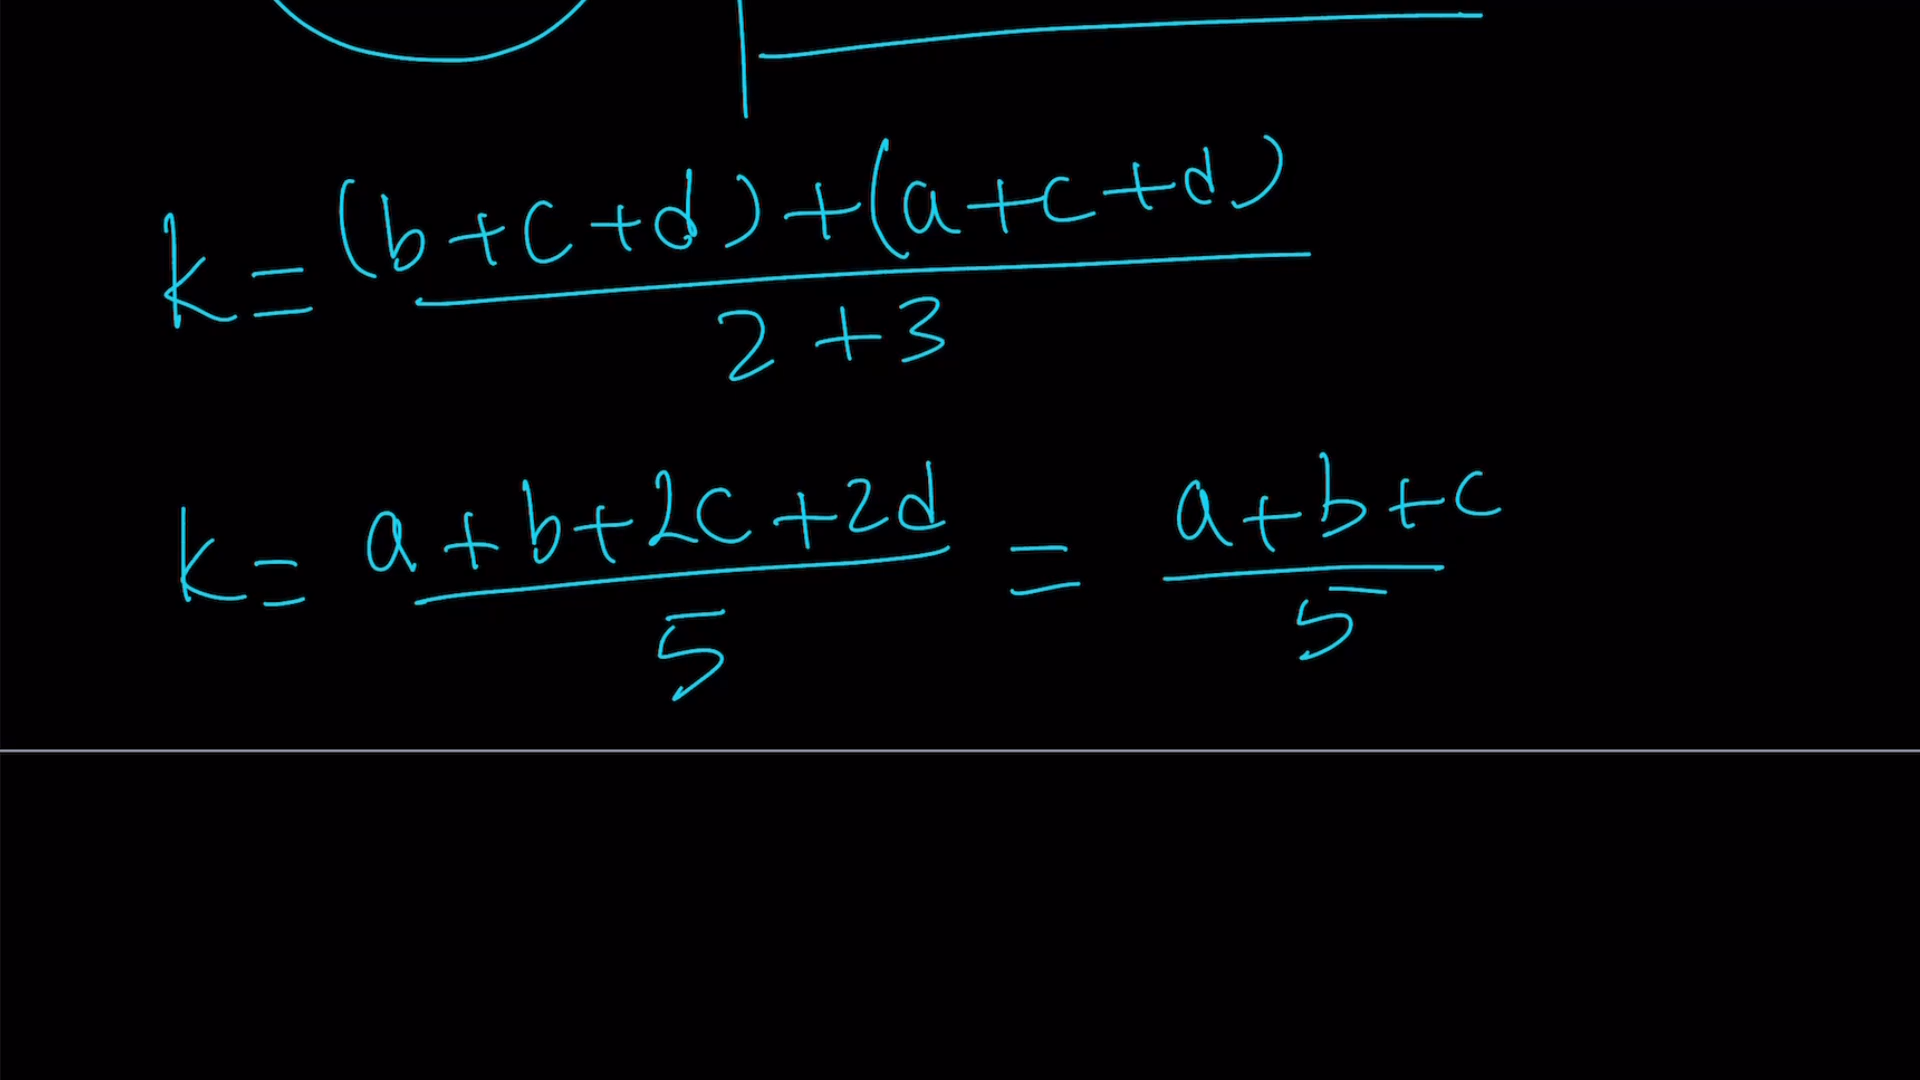 k = (b+c+d)+(a+c+d) / 2+3
k = a+b+2c+2d / 5 = a+b+c / 5